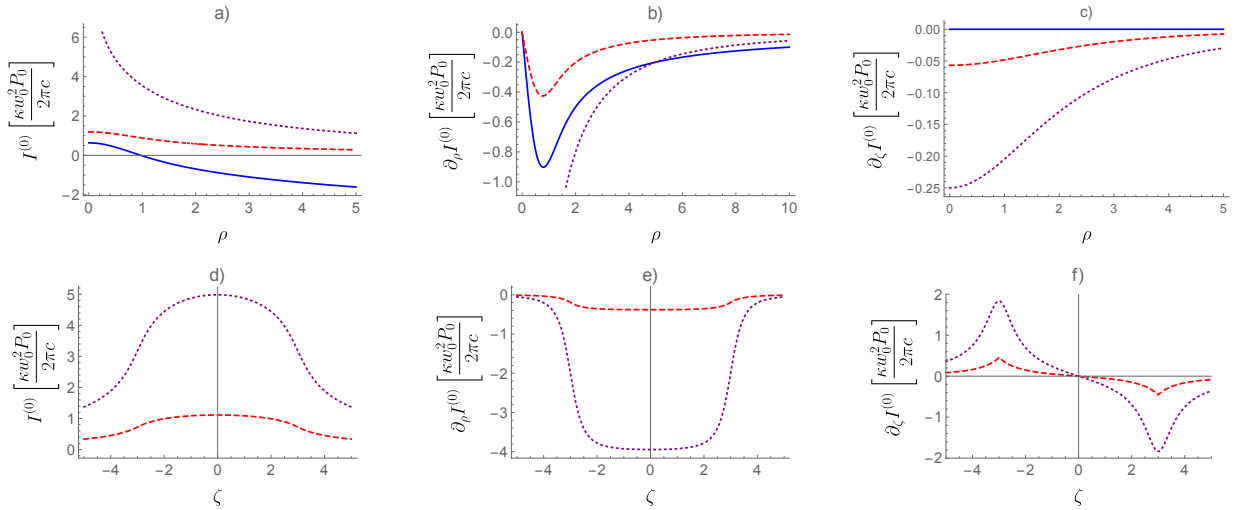 a)
6
4
2
0
−2
0 1 2 3 4 5
ρ
I^{(0)} [κw_0^2P_0 / 2πc]
b)
0.0
−0.2
−0.4
−0.6
−0.8
−1.0
0 2 4 6 8 10
ρ
∂_ρI^{(0)} [κw_0^2P_0 / 2πc]
c)
0.00
−0.05
−0.10
−0.15
−0.20
−0.25
0 1 2 3 4 5
ρ
∂_ζI^{(0)} [κw_0^2P_0 / 2πc]
d)
5
4
3
2
1
0
−4 −2 0 2 4
ζ
I^{(0)} [κw_0^2P_0 / 2πc]
e)
0
−1
−2
−3
−4
−4 −2 0 2 4
ζ
∂_ρI^{(0)} [κw_0^2P_0 / 2πc]
f)
2
1
0
−1
−2
−4 −2 0 2 4
ζ
∂_ζI^{(0)} [κw_0^2P_0 / 2πc]